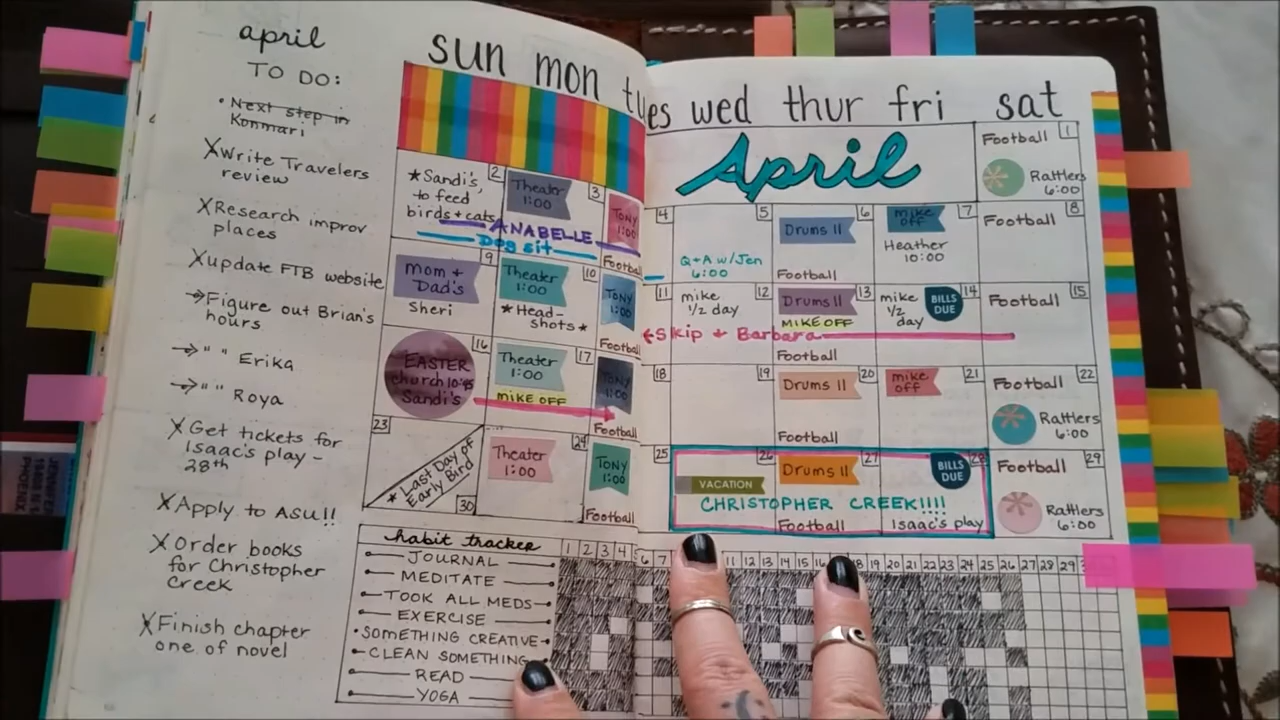 april
TO DO:
• Next step in
Konmari
X Write Travelers
review
X Research improv
places
X update FTB website
→ Figure out Brian's
hours
→ " " Erika
→ " " Roya
X Get tickets for
Isaac's play -
28th
X Apply to ASU!!
X Order books
for Christopher
Creek
X Finish chapter
one of novel
sun mon tues wed thur fri sat
April
Football 1
Rattlers
6:00
2
★Sandi's,
to feed
birds + cats
3
Theater
1:00
TONY
1:00
ANABELLE
Dog sit
Football
4
5
Q+A w/Jen
6:00
6
Drums II
Football
7
mike
off
Heather
10:00
8
Football
9
mom +
Dad's
Sheri
10
Theater
1:00
★Head-
shots★
TONY
1:00
Football
11
mike
1/2 day
12
Drums II
13
MIKE OFF
Football
mike
1/2
day
BILLS
DUE
14
Football
15
←Skip + Barbara
16
EASTER
church 10:45
Sandi's
17
Theater
1:00
MIKE OFF
TONY
1:00
Football
18
19
Drums II
20
Football
mike
off
21
Football
22
Rattlers
6:00
23
★ Last Day of
Early Bird
30
24
Theater
1:00
TONY
1:00
Football
25
26
VACATION
Drums II
27
BILLS
DUE
28
CHRISTOPHER CREEK!!!!
Football
Isaac's play
Football
29
Rattlers
6:00
habit tracker
1 2 3 4 6 7 11 12 13 14 15 16 18 19 20 21 22 23 24 25 26 27 28 29
JOURNAL
MEDITATE
TOOK ALL MEDS
EXERCISE
SOMETHING CREATIVE
CLEAN SOMETHING
READ
YOGA